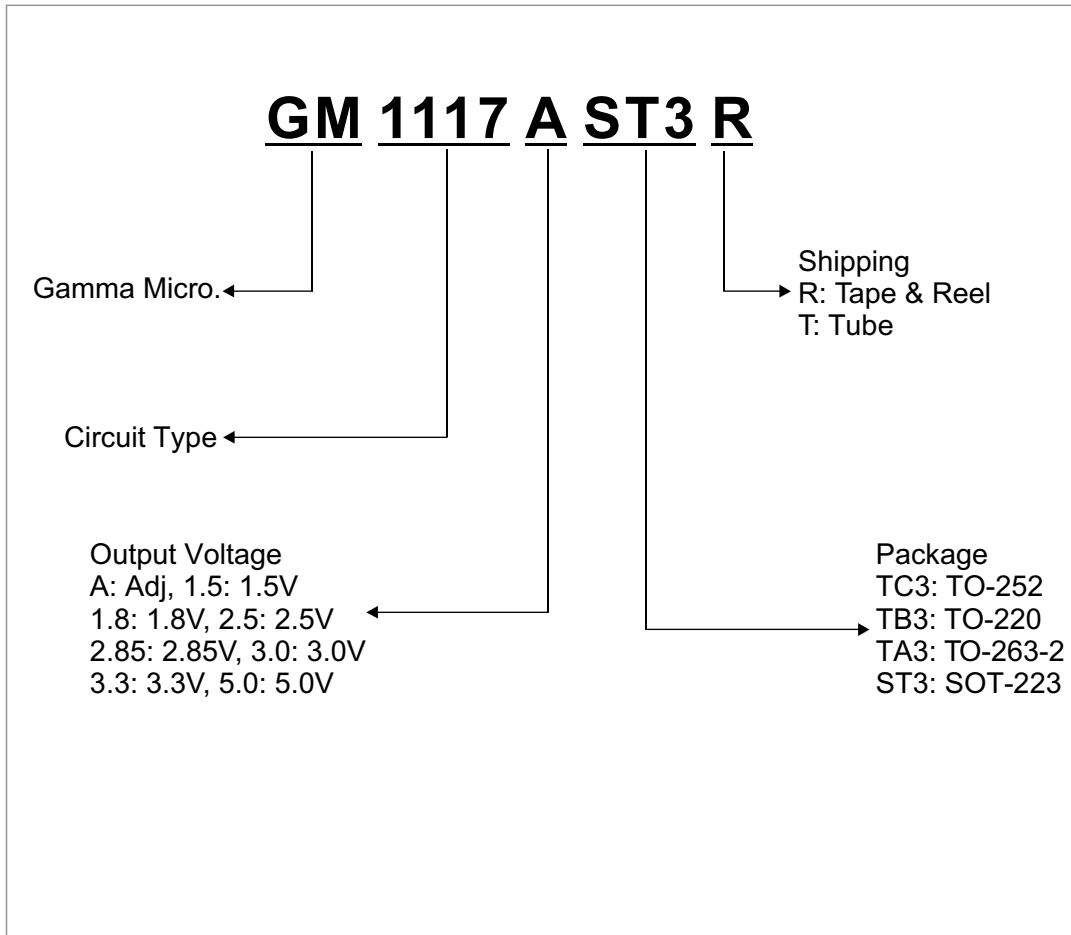 GM 1117 A ST3 R
Gamma Micro.
Shipping
R: Tape & Reel
T: Tube
Circuit Type
Output Voltage
A: Adj, 1.5: 1.5V
1.8: 1.8V, 2.5: 2.5V
2.85: 2.85V, 3.0: 3.0V
3.3: 3.3V, 5.0: 5.0V
Package
TC3: TO-252
TB3: TO-220
TA3: TO-263-2
ST3: SOT-223